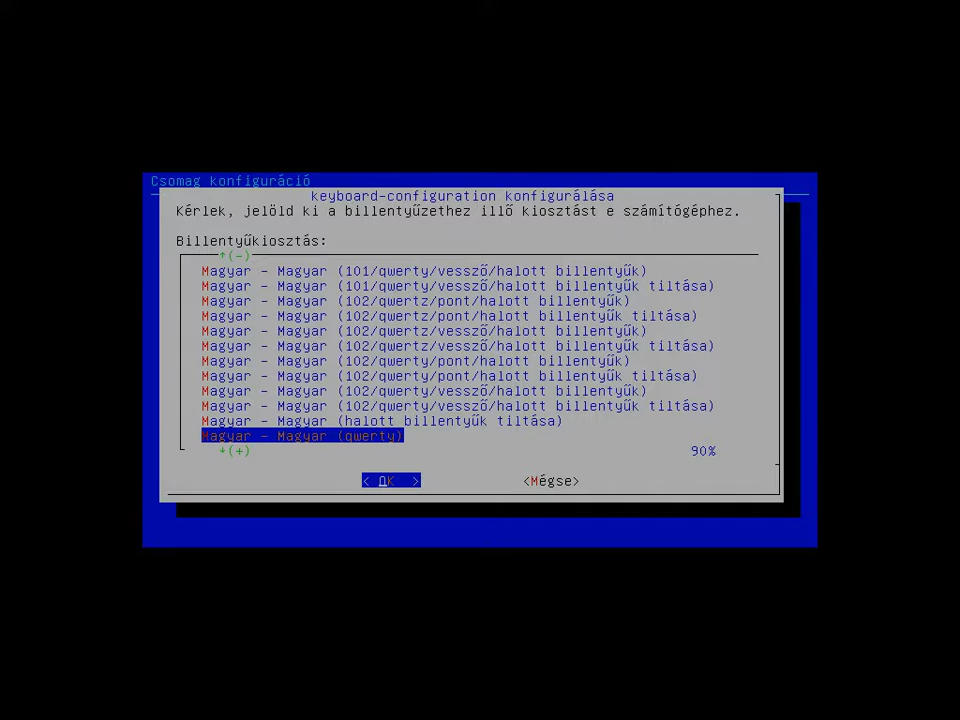 Csomag konfiguráció
keyboard-configuration konfigurálása
Kérlek, jelöld ki a billentyűzethez illő kiosztást e számítógéphez.
Billentyűkiosztás:
↑(-)
Magyar - Magyar (101/qwerty/vessző/halott billentyűk)
Magyar - Magyar (101/qwerty/vessző/halott billentyűk tiltása)
Magyar - Magyar (102/qwertz/pont/halott billentyűk)
Magyar - Magyar (102/qwertz/pont/halott billentyűk tiltása)
Magyar - Magyar (102/qwertz/vessző/halott billentyűk)
Magyar - Magyar (102/qwertz/vessző/halott billentyűk tiltása)
Magyar - Magyar (102/qwerty/pont/halott billentyűk)
Magyar - Magyar (102/qwerty/pont/halott billentyűk tiltása)
Magyar - Magyar (102/qwerty/vessző/halott billentyűk)
Magyar - Magyar (102/qwerty/vessző/halott billentyűk tiltása)
Magyar - Magyar (halott billentyűk tiltása)
Magyar - Magyar (qwerty)
↓(+) 90%
< OK > <Mégse>